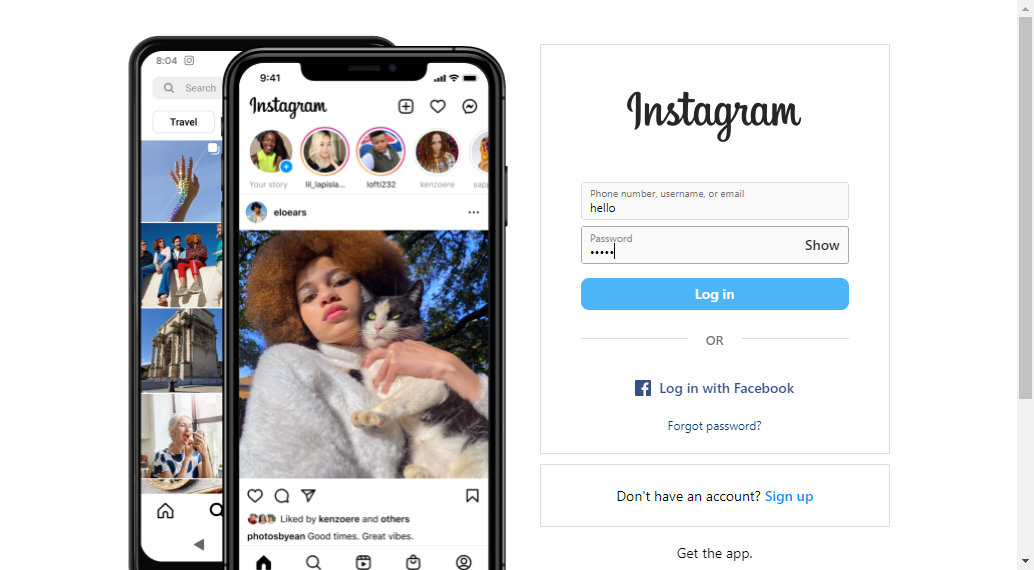 8:04
Search
Travel
9:41
Instagram
Your story
lil_lapisla...
lofti232
kenzoere
eloears
Liked by kenzoere and others
photosbyean Good times. Great vibes.
Instagram
Phone number, username, or email
hello
Password
•••••
Show
Log in
OR
Log in with Facebook
Forgot password?
Don't have an account? Sign up
Get the app.